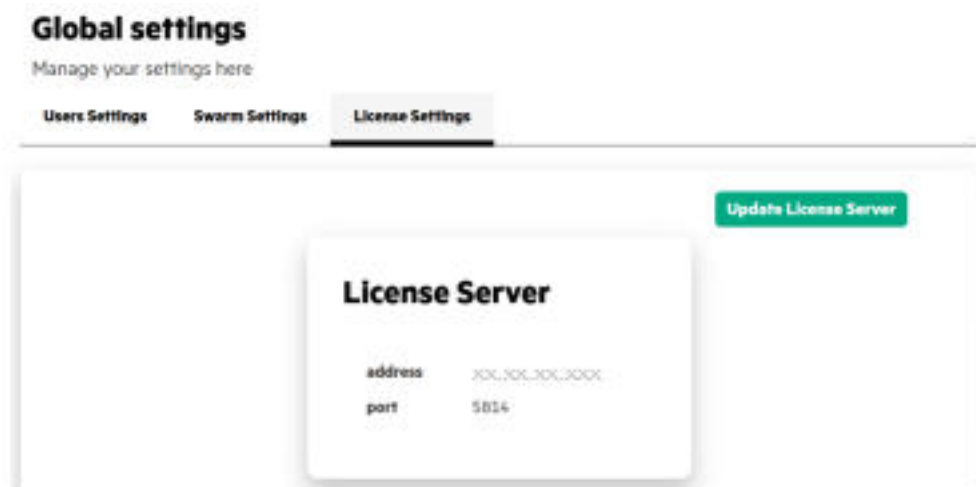 Global settings
Manage your settings here
Users Settings Swarm Settings License Settings
Update License Server
License Server
address xx.xx.xx.xxx
port 5814